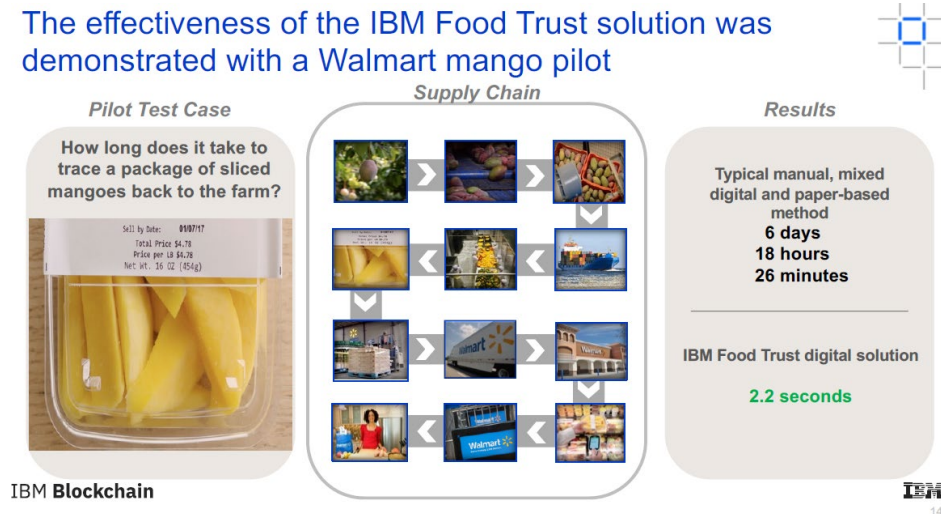 The effectiveness of the IBM Food Trust solution was
demonstrated with a Walmart mango pilot
Pilot Test Case
How long does it take to
trace a package of sliced
mangoes back to the farm?
Sell by Date: 01/07/17
Total Price $4.78
Price per LB $4.78
Net Wt. 16 OZ (454g)
Supply Chain
Walmart
Walmart
Walmart
Results
Typical manual, mixed
digital and paper-based
method
6 days
18 hours
26 minutes
IBM Food Trust digital solution
2.2 seconds
IBM Blockchain
IBM
14